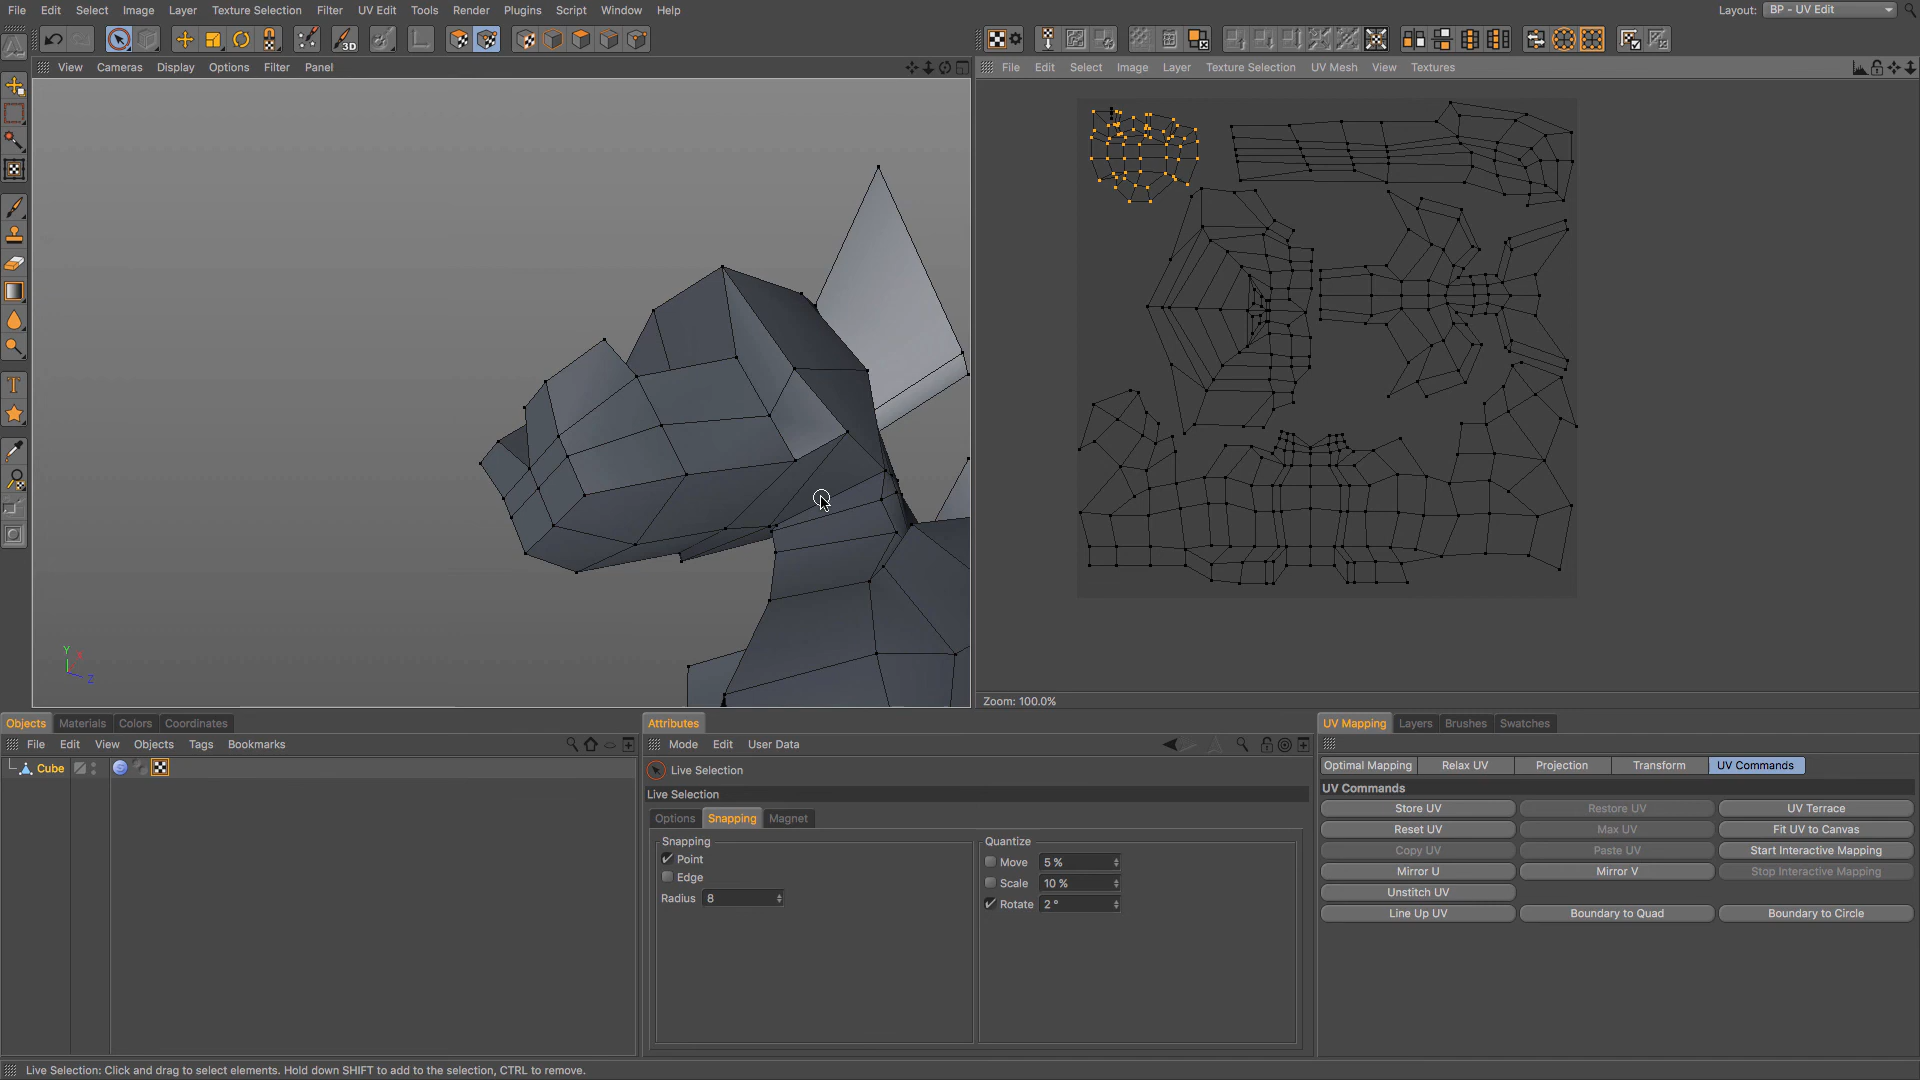 File Edit Select Image Layer Texture Selection Filter UV Edit Tools Render Plugins Script Window Help Layout: BP - UV Edit
3D
View Cameras Display Options Filter Panel
File Edit Select Image Layer Texture Selection UV Mesh View Textures
T
Y
X
Z
Zoom: 100.0%
Objects Materials Colors Coordinates
Attributes
UV Mapping Layers Brushes Swatches
File Edit View Objects Tags Bookmarks
Mode Edit User Data
Cube
Live Selection
Optimal Mapping Relax UV Projection Transform UV Commands
Live Selection
UV Commands
Options Snapping Magnet
Store UV Restore UV UV Terrace
Reset UV Max UV Fit UV to Canvas
Snapping
Quantize
Copy UV Paste UV Start Interactive Mapping
Point
Move 5 %
Mirror U Mirror V Stop Interactive Mapping
Edge
Scale 10 %
Unstitch UV
Radius 8
Rotate 2 °
Line Up UV Boundary to Quad Boundary to Circle
Live Selection: Click and drag to select elements. Hold down SHIFT to add to the selection, CTRL to remove.